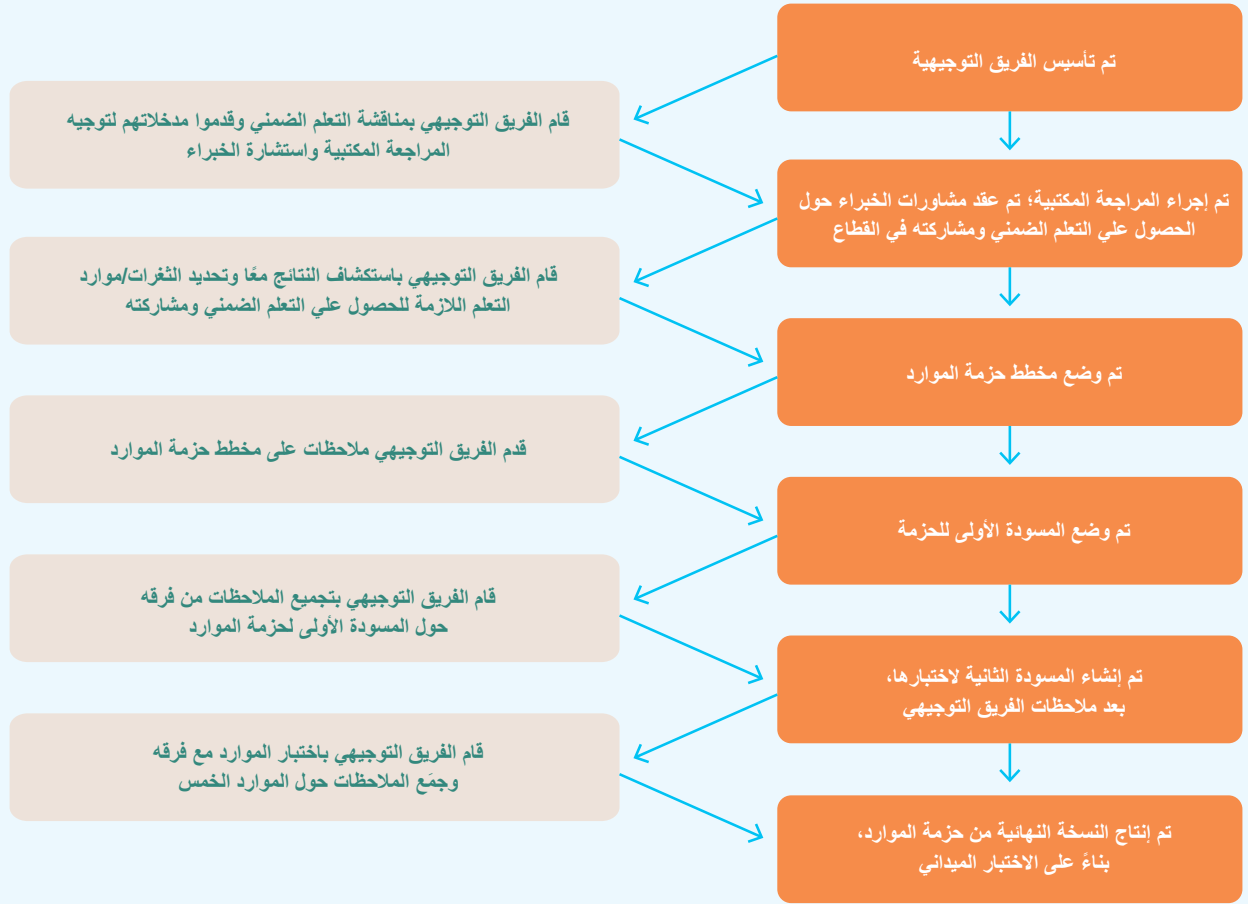 تم تأسيس الفريق التوجيهية
قام الفريق التوجيهي بمناقشة التعلم الضمني وقدموا مدخلاتهم لتوجيه
المراجعة المكتبية واستشارة الخبراء
تم إجراء المراجعة المكتبية؛ تم عقد مشاورات الخبراء حول
الحصول علي التعلم الضمني ومشاركته في القطاع
قام الفريق التوجيهي باستكشاف النتائج معًا وتحديد الثغرات/موارد
التعلم اللازمة للحصول علي التعلم الضمني ومشاركته
تم وضع مخطط حزمة الموارد
قدم الفريق التوجيهي ملاحظات على مخطط حزمة الموارد
تم وضع المسودة الأولى للحزمة
قام الفريق التوجيهي بتجميع الملاحظات من فرقه
حول المسودة الأولى لحزمة الموارد
تم إنشاء المسودة الثانية لاختبارها،
بعد ملاحظات الفريق التوجيهي
قام الفريق التوجيهي باختبار الموارد مع فرقه
وجمَع الملاحظات حول الموارد الخمس
تم إنتاج النسخة النهائية من حزمة الموارد،
بناءً على الاختبار الميداني